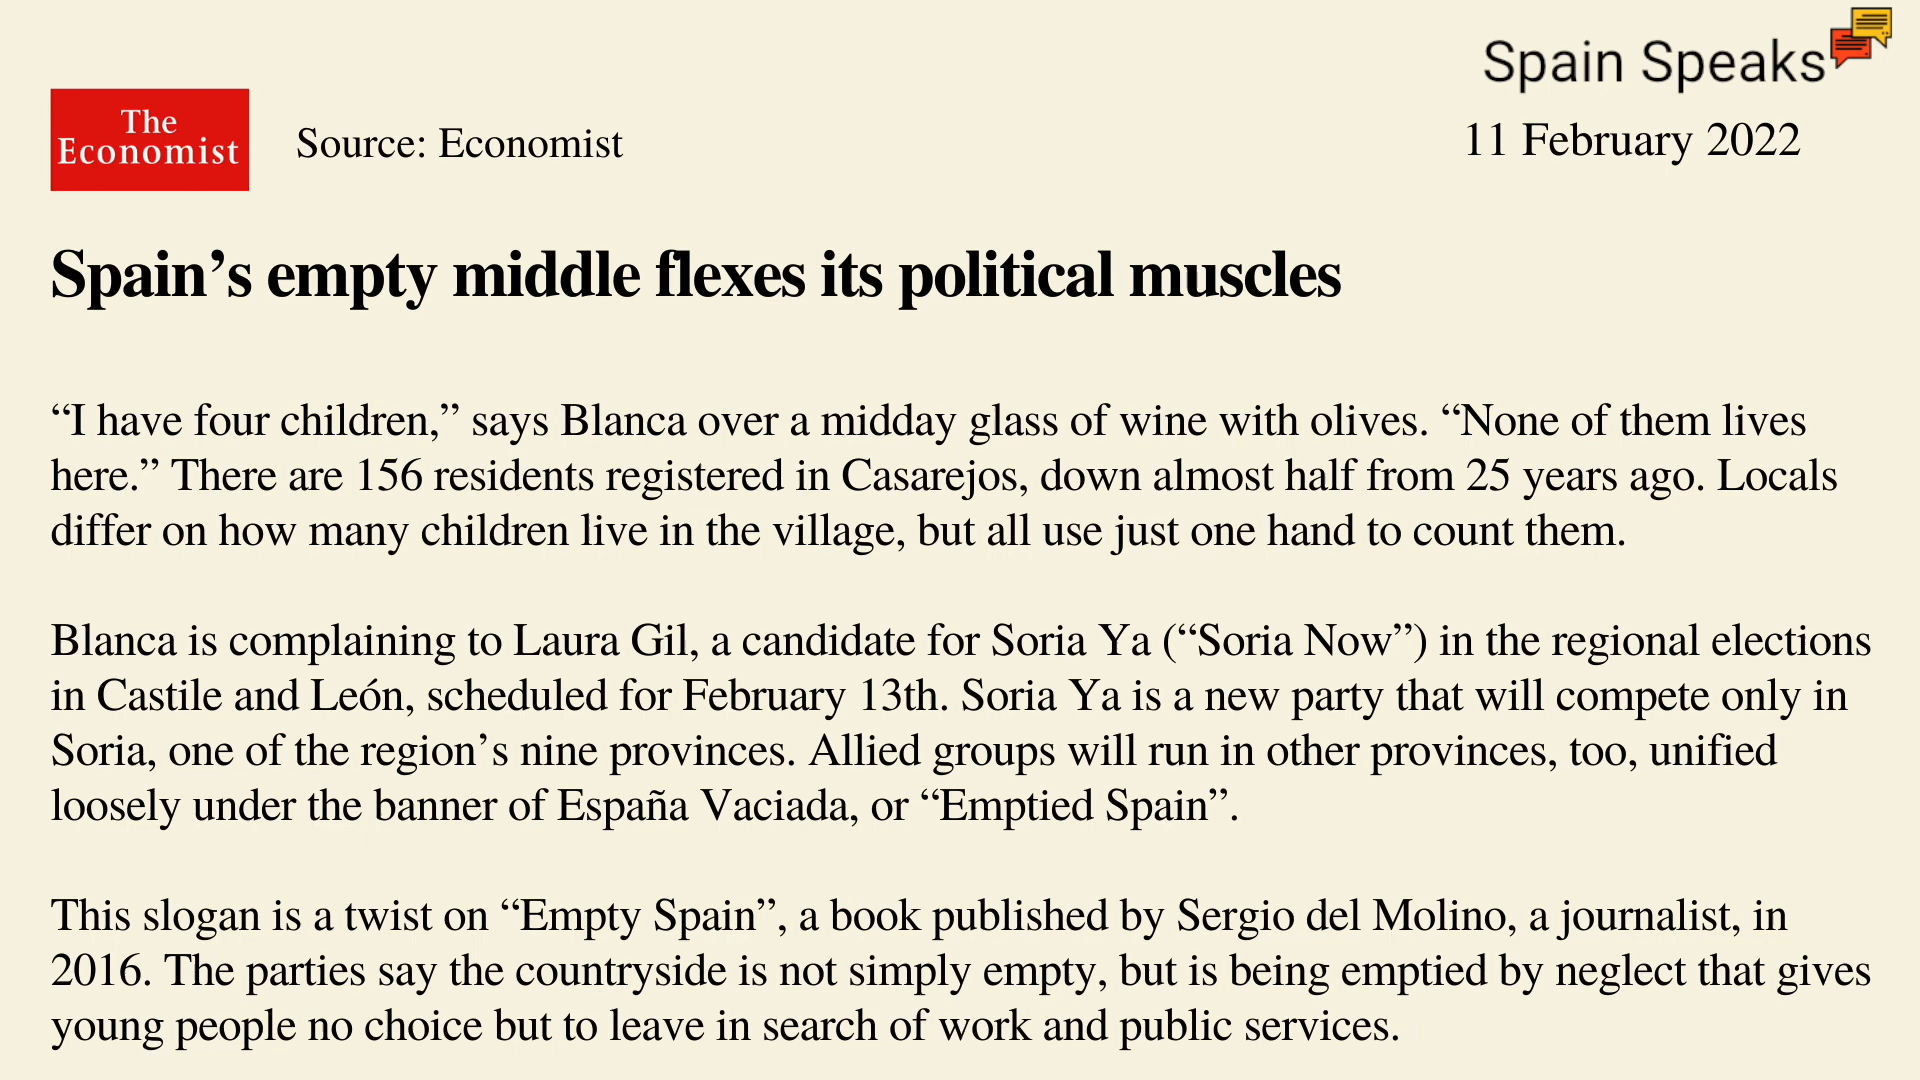 Spain Speaks
The
Economist
Source: Economist
11 February 2022
Spain’s empty middle flexes its political muscles
“I have four children,” says Blanca over a midday glass of wine with olives. “None of them lives
here.” There are 156 residents registered in Casarejos, down almost half from 25 years ago. Locals
differ on how many children live in the village, but all use just one hand to count them.
Blanca is complaining to Laura Gil, a candidate for Soria Ya (“Soria Now”) in the regional elections
in Castile and León, scheduled for February 13th. Soria Ya is a new party that will compete only in
Soria, one of the region’s nine provinces. Allied groups will run in other provinces, too, unified
loosely under the banner of España Vaciada, or “Emptied Spain”.
This slogan is a twist on “Empty Spain”, a book published by Sergio del Molino, a journalist, in
2016. The parties say the countryside is not simply empty, but is being emptied by neglect that gives
young people no choice but to leave in search of work and public services.